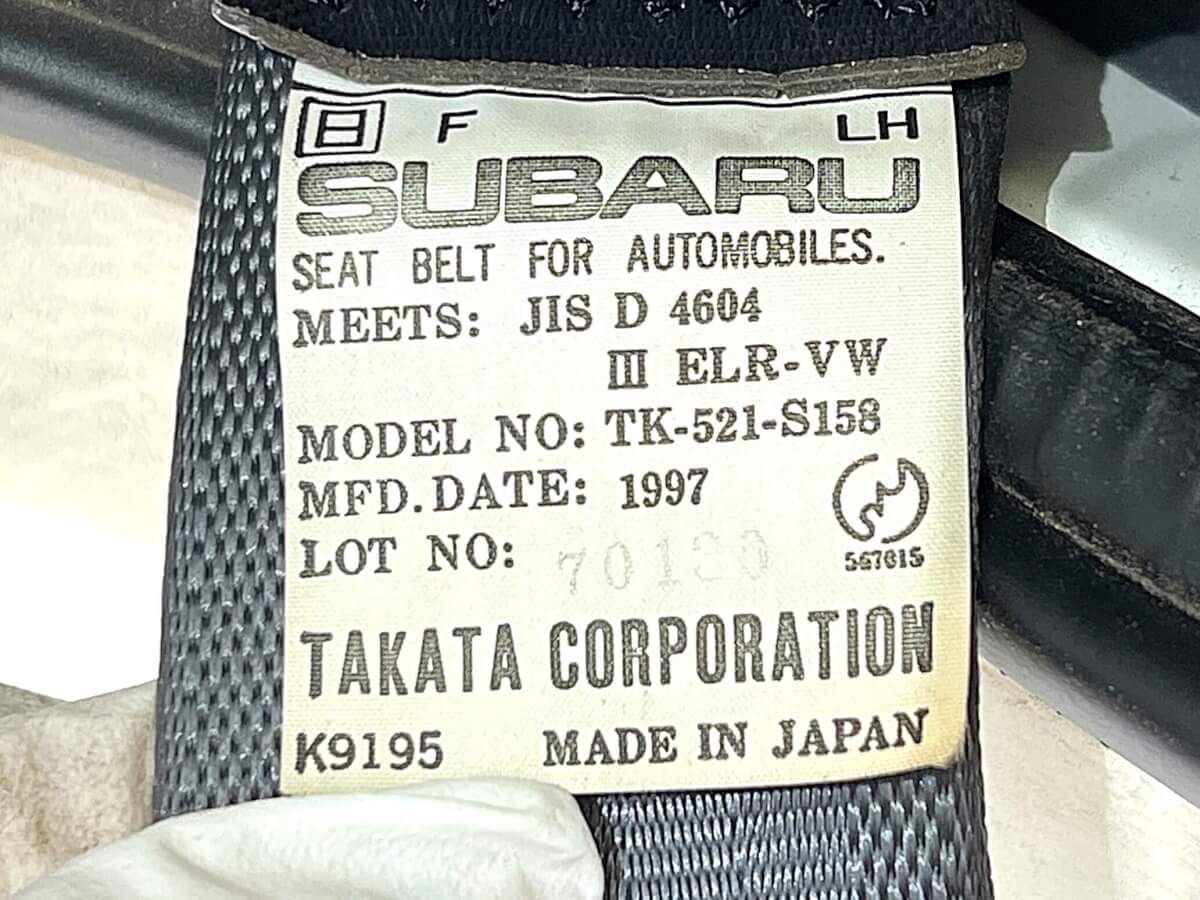 日 F LH
SUBARU
SEAT BELT FOR AUTOMOBILES.
MEETS: JIS D 4604
III ELR-VW
MODEL NO: TK-521-S158
MFD.DATE: 1997
LOT NO:
TAKATA CORPORATION
K9195 MADE IN JAPAN